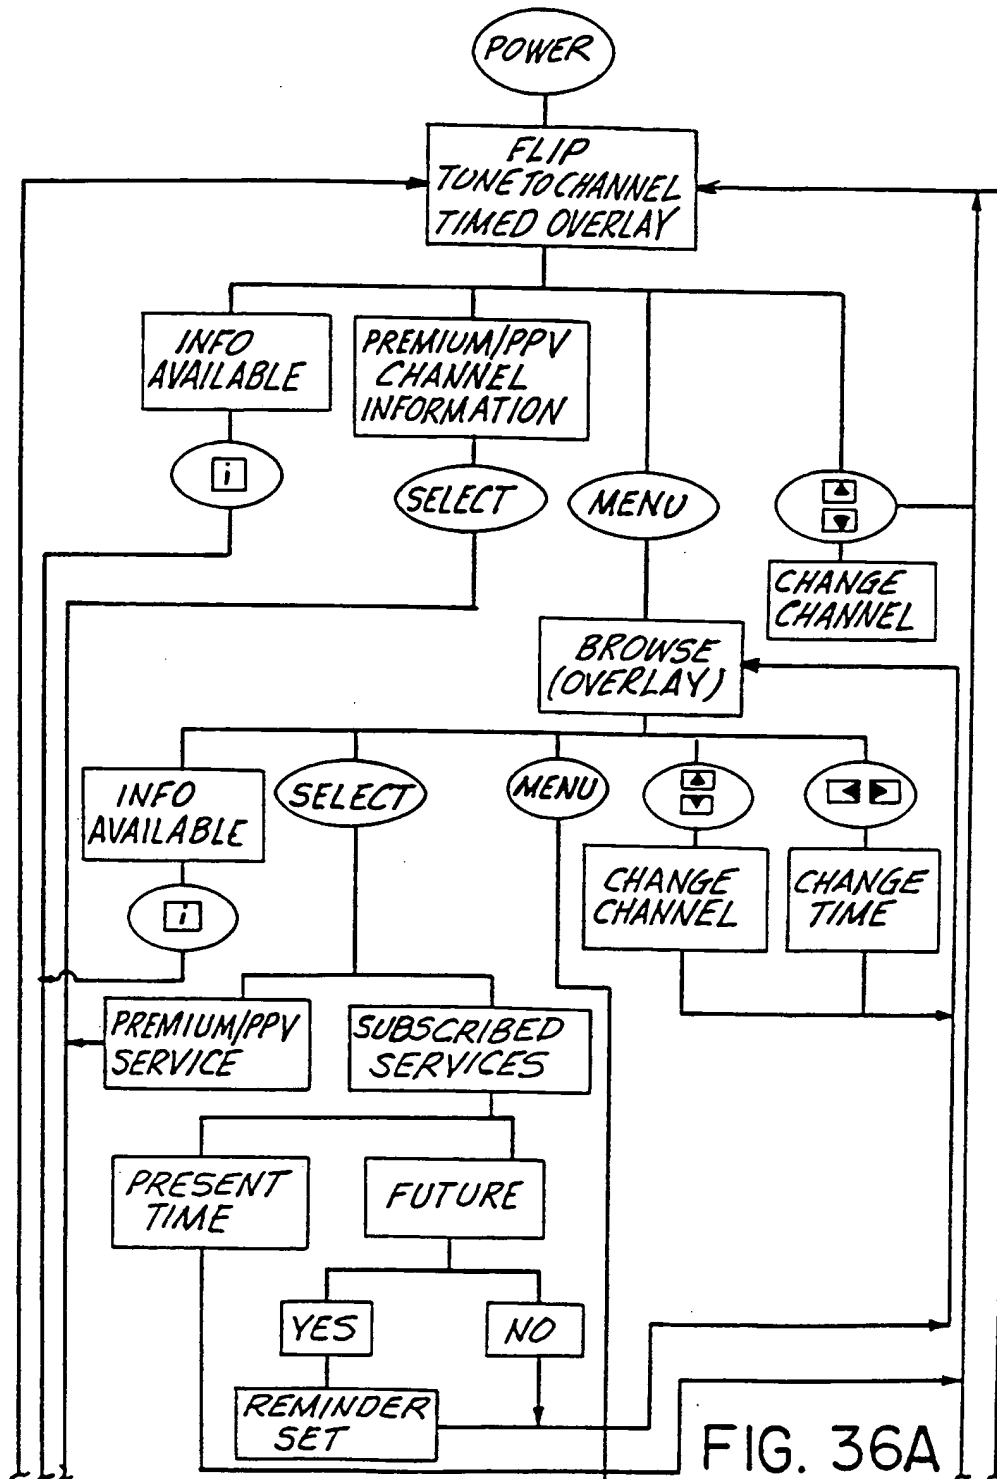 POWER
FLIP
TUNE TO CHANNEL
TIMED OVERLAY
INFO
AVAILABLE
PREMIUM/PPV
CHANNEL
INFORMATION
i
SELECT
MENU
CHANGE
CHANNEL
BROWSE
(OVERLAY)
INFO
AVAILABLE
SELECT
MENU
i
CHANGE
CHANNEL
CHANGE
TIME
PREMIUM/PPV
SERVICE
SUBSCRIBED
SERVICES
PRESENT
TIME
FUTURE
YES
NO
REMINDER
SET
FIG. 36A